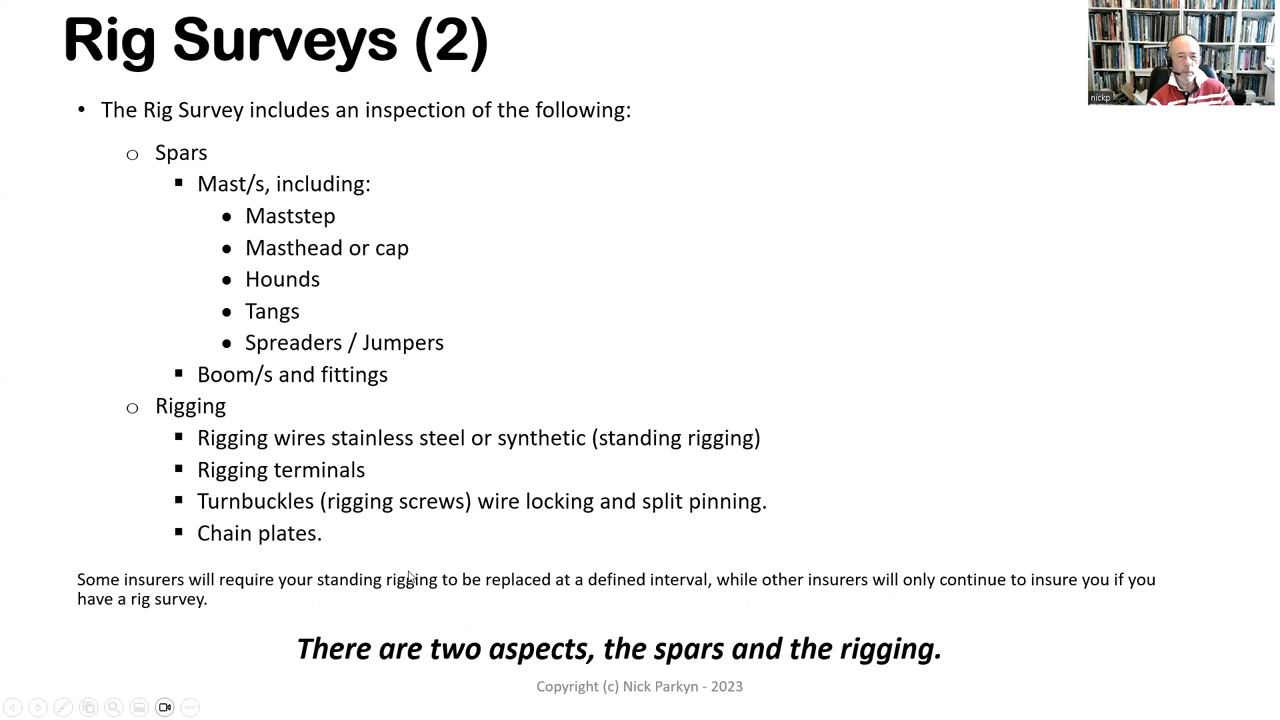 Rig Surveys (2)
nickp
• The Rig Survey includes an inspection of the following:
o Spars
▪ Mast/s, including:
• Maststep
• Masthead or cap
• Hounds
• Tangs
• Spreaders / Jumpers
▪ Boom/s and fittings
o Rigging
▪ Rigging wires stainless steel or synthetic (standing rigging)
▪ Rigging terminals
▪ Turnbuckles (rigging screws) wire locking and split pinning.
▪ Chain plates.
Some insurers will require your standing rigging to be replaced at a defined interval, while other insurers will only continue to insure you if you
have a rig survey.
There are two aspects, the spars and the rigging.
Copyright (c) Nick Parkyn - 2023